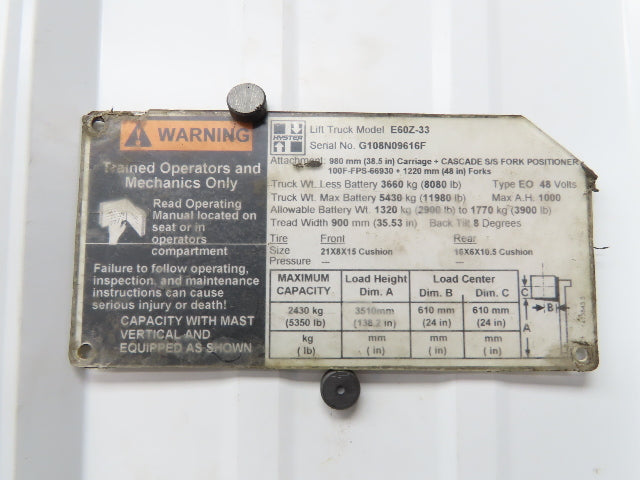 WARNING
Trained Operators and
Mechanics Only
Read Operating
Manual located on
seat or in
operators
compartment
Failure to follow operating,
inspection, and maintenance
instructions can cause
serious injury or death!
CAPACITY WITH MAST
VERTICAL AND
EQUIPPED AS SHOWN
HYSTER
Lift Truck Model E60Z-33
Serial No. G108N09616F
Attachment: 980 mm (38.5 in) Carriage + CASCADE S/S FORK POSITIONER
100F-FPS-66930 + 1220 mm (48 in) Forks
Truck Wt. Less Battery 3660 kg (8080 lb) Type EO 48 Volts
Truck Wt. Max Battery 5430 kg (11980 lb) Max A.H. 1000
Allowable Battery Wt. 1320 kg (2900 lb) to 1770 kg (3900 lb)
Tread Width 900 mm (35.53 in) Back Tilt 8 Degrees
Tire Front Rear
Size 21X8X15 Cushion 16X6X10.5 Cushion
Pressure — —
MAXIMUM CAPACITY Load Height Dim. A Load Center Dim. B Dim. C
2430 kg 3510mm 610 mm 610 mm
(5350 lb) (138.2 in) (24 in) (24 in)
kg mm mm mm
( lb) ( in) ( in) ( in)
C
B
A